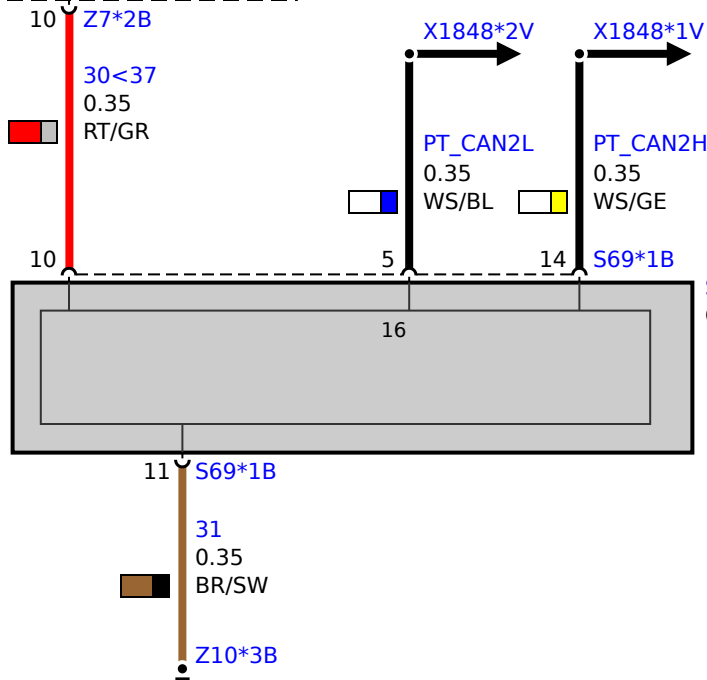 10 Z7*2B
X1848*2V
X1848*1V
30<37
0.35
RT/GR
PT_CAN2L
0.35
WS/BL
PT_CAN2H
0.35
WS/GE
10
5
14 S69*1B
16
11 S69*1B
31
0.35
BR/SW
Z10*3B